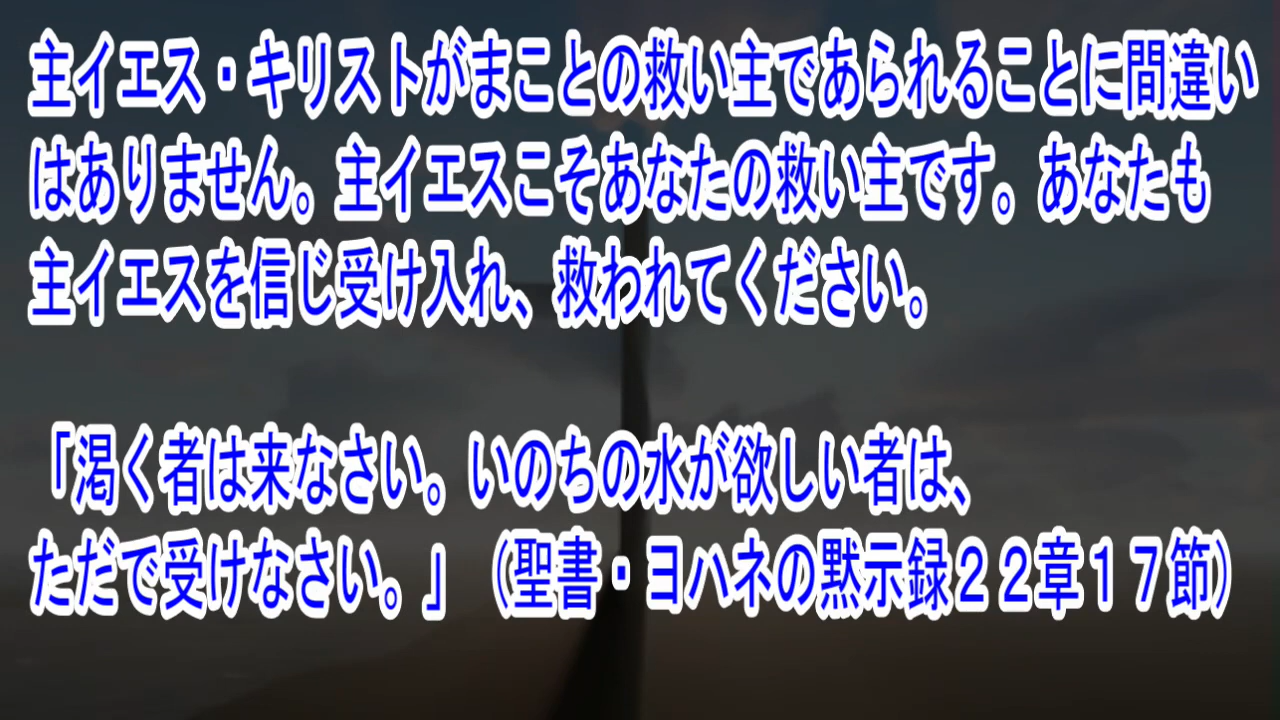 主イエス・キリストがまことの救い主であられることに間違い
はありません。主イエスこそあなたの救い主です。あなたも
主イエスを信じ受け入れ、救われてください。
「渇く者は来なさい。いのちの水が欲しい者は、
ただで受けなさい。」（聖書・ヨハネの黙示録２２章１７節）